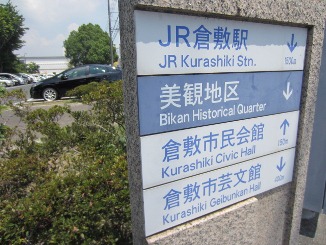 JR倉敷駅
JR Kurashiki Stn.
美観地区
Bikan Historical Quarter
倉敷市民会館
Kurashiki Civic Hall
倉敷市芸文館
Kurashiki Geibunkan Hall